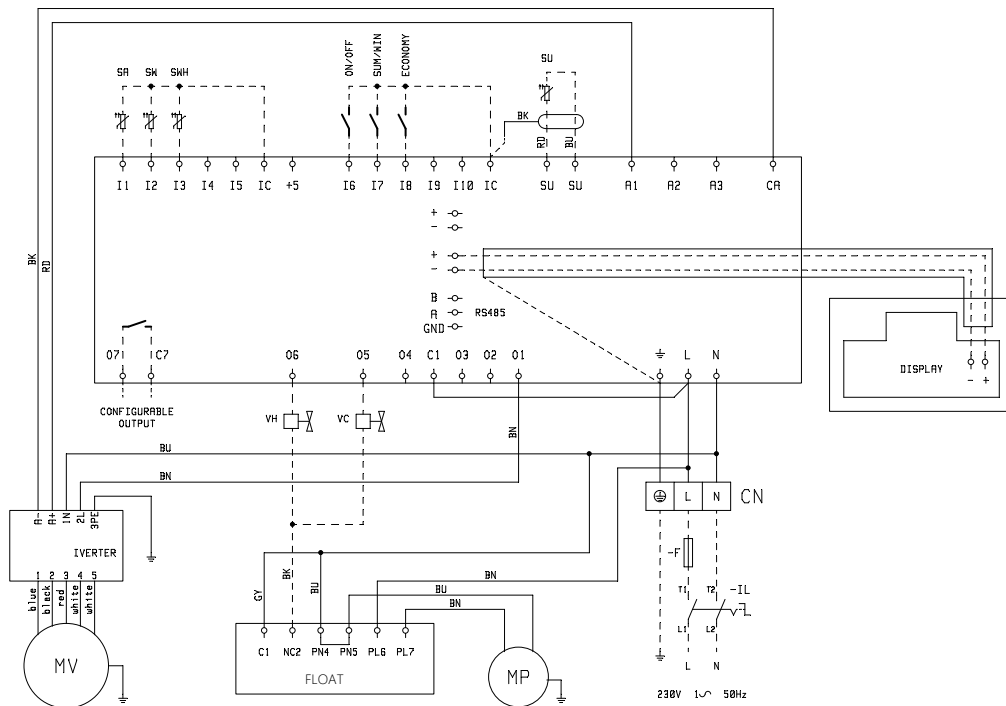 SA SW SWH ON/OFF SUM/WIN ECONOMY SU
BK RD BU
I1 I2 I3 I4 I5 IC +5 I6 I7 I8 I9 I10 IC SU SU A1 A2 A3 CA
+
-
+
-
BK RD
B
A RS485
GND
O7 C7 O6 O5 O4 C1 O3 O2 O1 L N
DISPLAY
- +
CONFIGURABLE
OUTPUT
VH VC
BN
BU
BN
A- A+ 1N 2L 3PE
IVERTER
1 2 3 4 5
blue black red white white
MV
L N CN
-F
BN
BU
BN
GY BK BU
T1 T2 -IL
L1 L2
C1 NC2 PN4 PN5 PL6 PL7
FLOAT
MP
L N
230V 1~ 50Hz